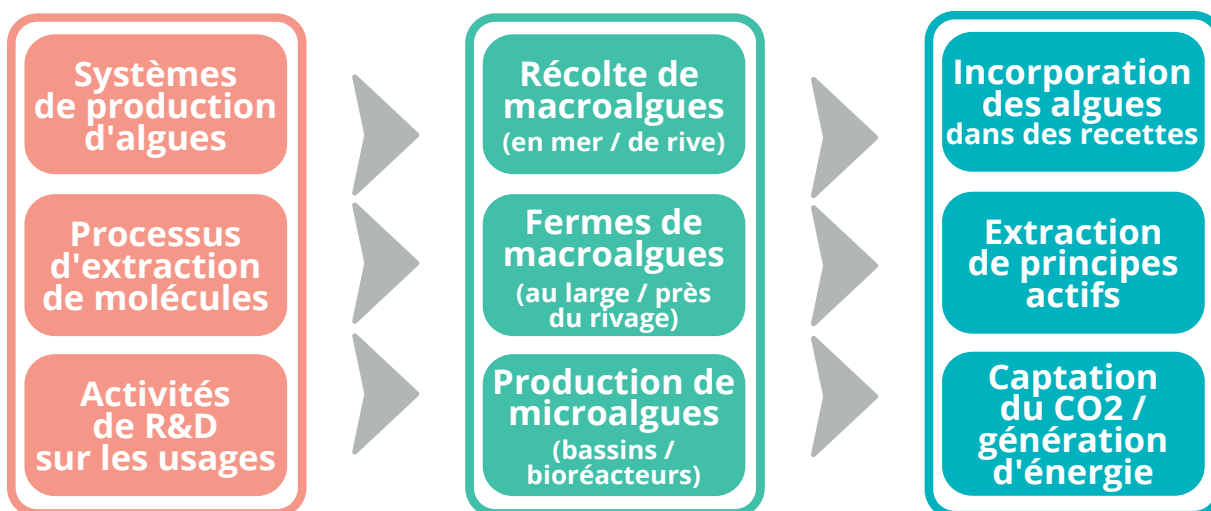 Systèmes
de production
d'algues
Processus
d'extraction
de molécules
Activités
de R&D
sur les usages
Récolte de
macroalgues
(en mer / de rive)
Fermes de
macroalgues
(au large / près
du rivage)
Production de
microalgues
(bassins /
bioréacteurs)
Incorporation
des algues
dans des recettes
Extraction
de principes
actifs
Captation
du CO2 /
génération
d'énergie